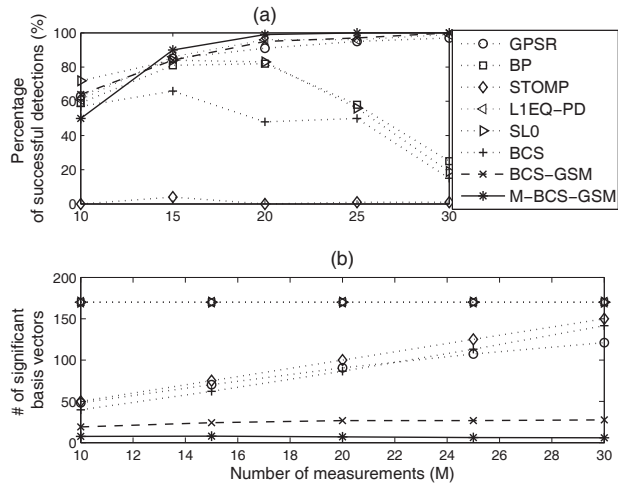 (a)
Percentage
of successful detections (%)
100
80
60
40
20
0
10
15
20
25
30
GPSR
BP
STOMP
L1EQ-PD
SL0
BCS
BCS-GSM
M-BCS-GSM
(b)
# of significant
basis vectors
200
150
100
50
0
10
12
14
16
18
20
22
24
26
28
30
Number of measurements (M)